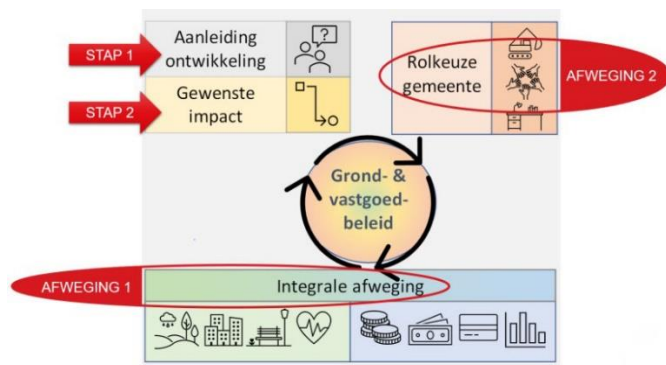 STAP 1
Aanleiding
ontwikkeling
?
STAP 2
Gewenste
impact
Rolkeuze
gemeente
AFWEGING 2
Grond- &
vastgoed-
beleid
AFWEGING 1
Integrale afweging